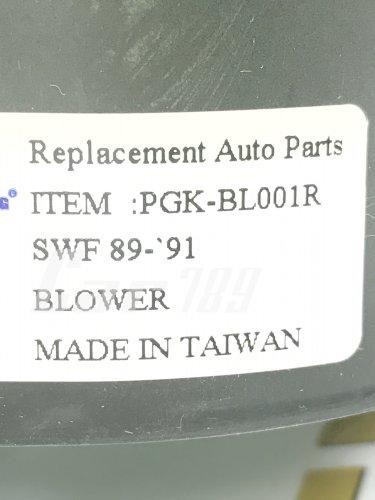 Replacement Auto Parts
ITEM :PGK-BL001R
SWF 89-`91
BLOWER
MADE IN TAIWAN